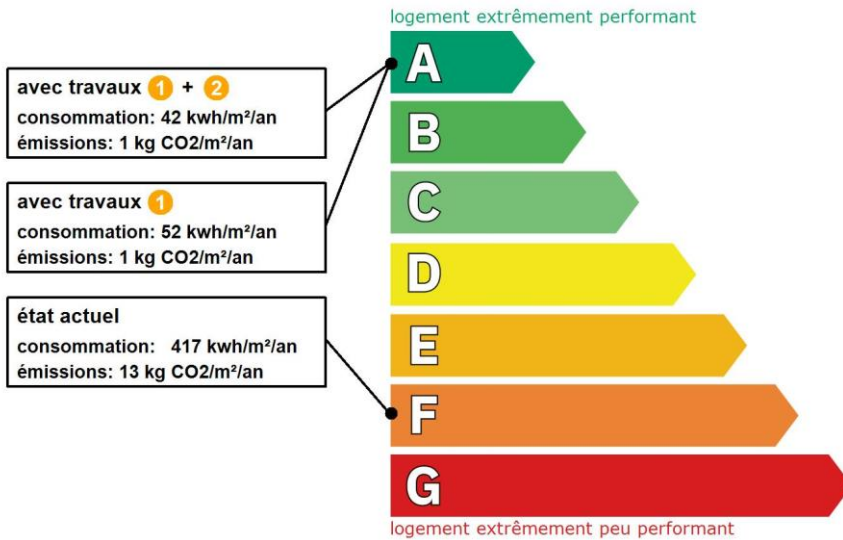 logement extrêmement performant
avec travaux 1 + 2
consommation: 42 kwh/m²/an
émissions: 1 kg CO2/m²/an
avec travaux 1
consommation: 52 kwh/m²/an
émissions: 1 kg CO2/m²/an
état actuel
consommation: 417 kwh/m²/an
émissions: 13 kg CO2/m²/an
A
B
C
D
E
F
G
logement extrêmement peu performant